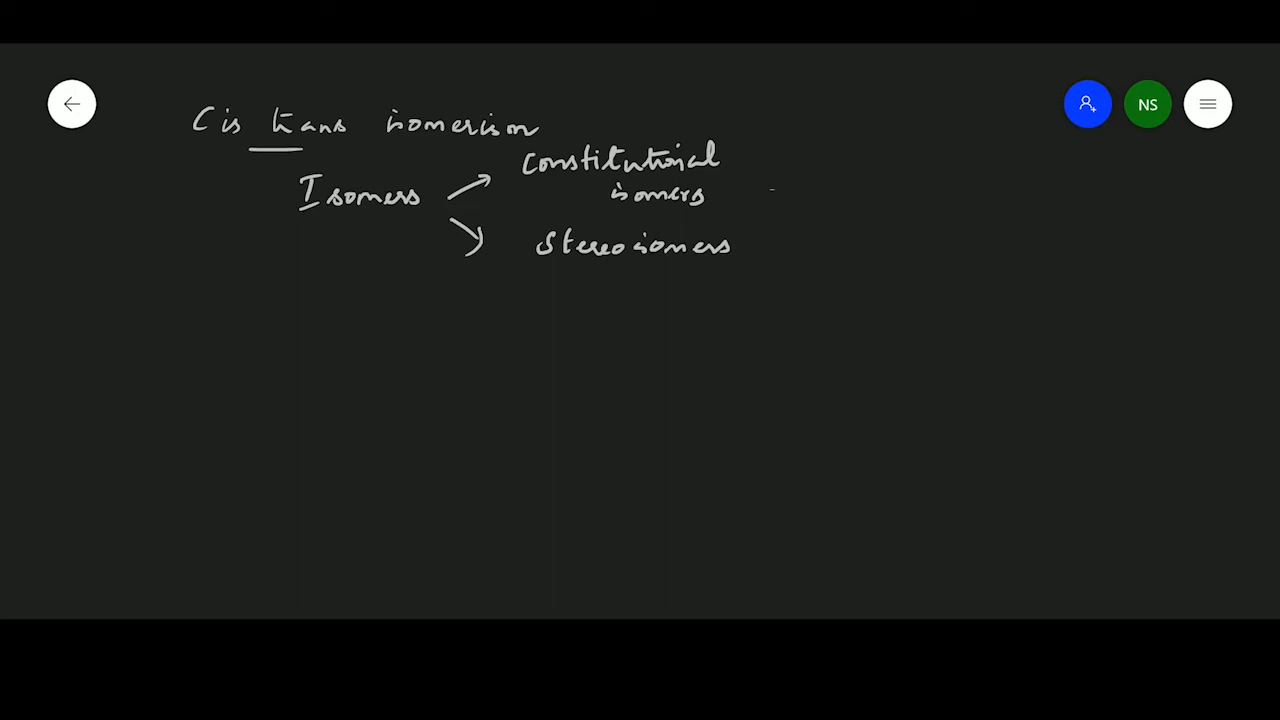 Cis trans isomerism
Isomers
Constitutional
isomers
Stereoisomers
NS